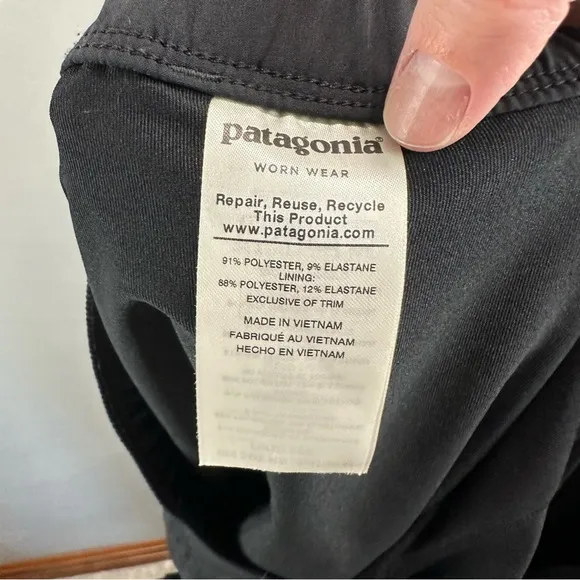 patagonia®
WORN WEAR
Repair, Reuse, Recycle
This Product
www.patagonia.com
91% POLYESTER, 9% ELASTANE
LINING:
88% POLYESTER, 12% ELASTANE
EXCLUSIVE OF TRIM
MADE IN VIETNAM
FABRIQUÉ AU VIETNAM
HECHO EN VIETNAM